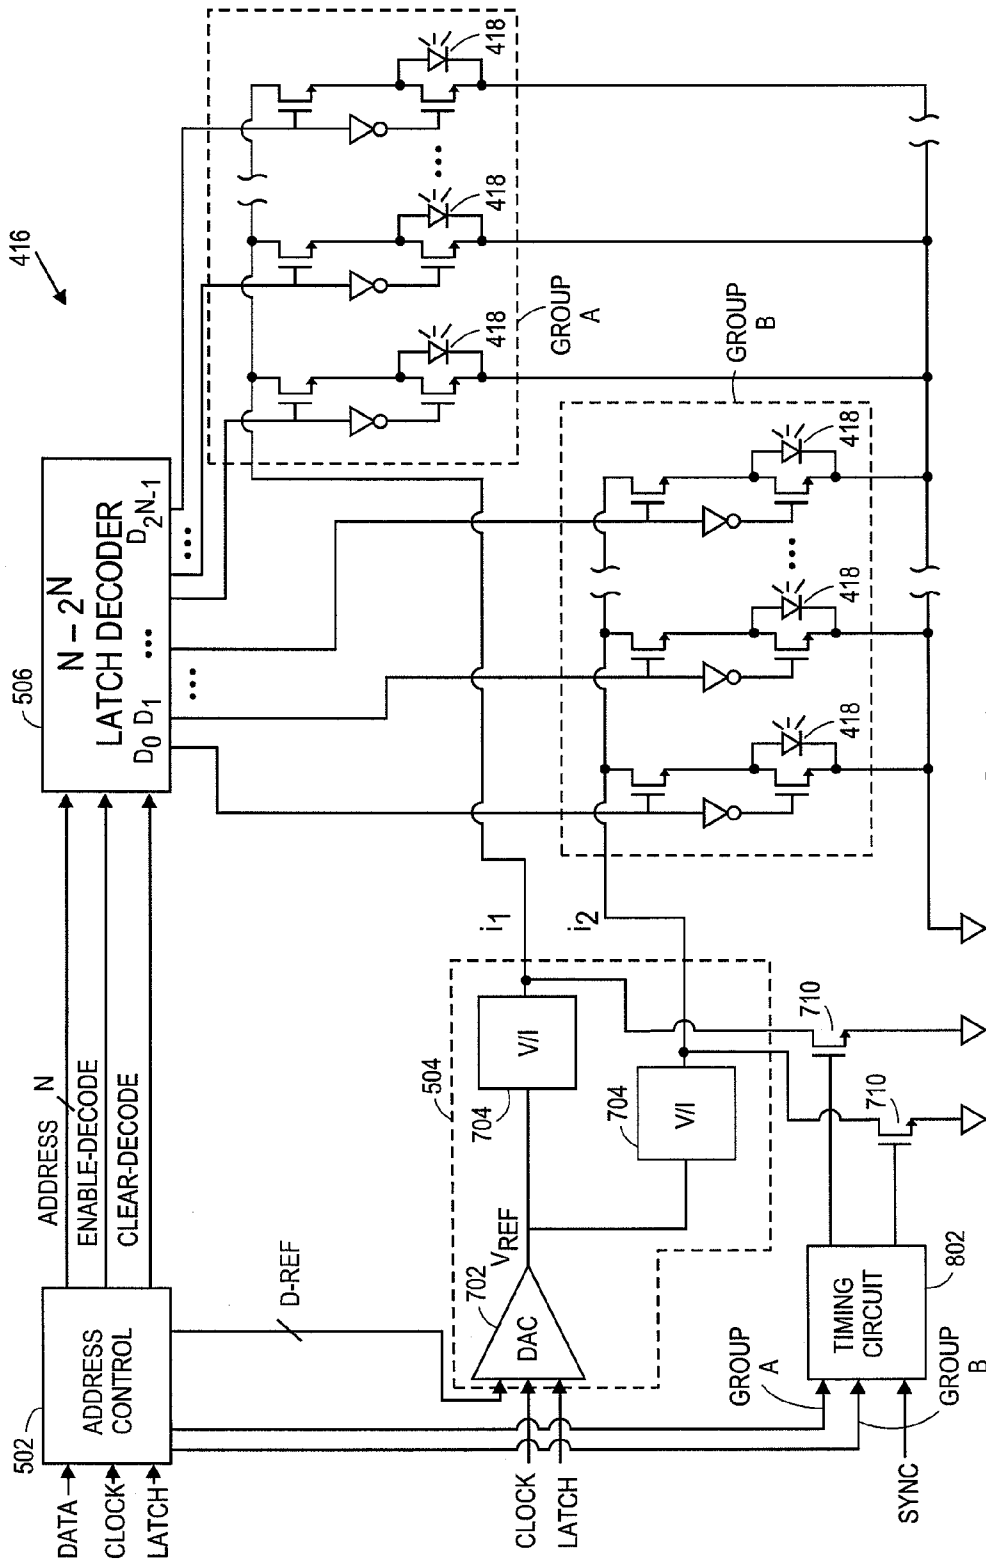 416
502
ADDRESS
CONTROL
DATA
CLOCK
LATCH
ADDRESS N
ENABLE-DECODE
CLEAR-DECODE
506
N – 2^N
LATCH DECODER
D0 D1 ... D2N-1
...
...
D-REF
418
418
418
...
GROUP
A
GROUP
B
418
418
418
...
i1
i2
504
V/I
704
V/I
704
VREF
702
DAC
CLOCK
LATCH
710
710
GROUP
A
GROUP
B
TIMING
CIRCUIT
802
SYNC